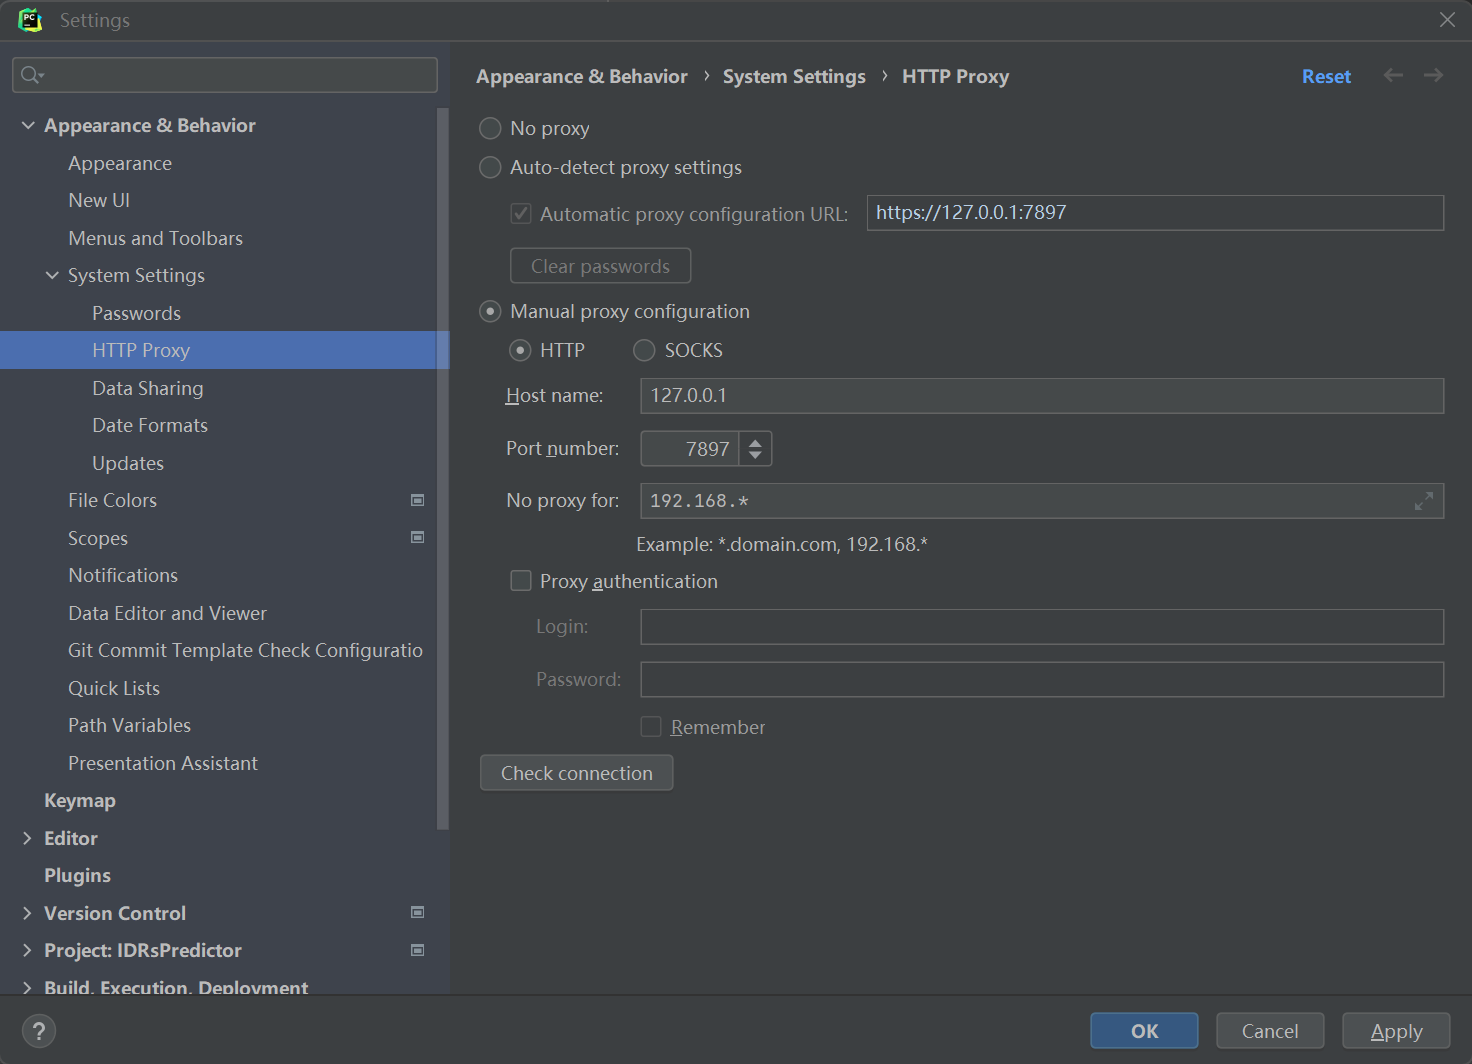 PC
Settings
Appearance & Behavior
Appearance
New UI
Menus and Toolbars
System Settings
Passwords
HTTP Proxy
Data Sharing
Date Formats
Updates
File Colors
Scopes
Notifications
Data Editor and Viewer
Git Commit Template Check Configuratio
Quick Lists
Path Variables
Presentation Assistant
Keymap
Editor
Plugins
Version Control
Project: IDRsPredictor
Build, Execution, Deployment
Appearance & Behavior › System Settings › HTTP Proxy
Reset
No proxy
Auto-detect proxy settings
Automatic proxy configuration URL: https://127.0.0.1:7897
Clear passwords
Manual proxy configuration
HTTP SOCKS
Host name: 127.0.0.1
Port number: 7897
No proxy for: 192.168.*
Example: *.domain.com, 192.168.*
Proxy authentication
Login:
Password:
Remember
Check connection
?
OK Cancel Apply